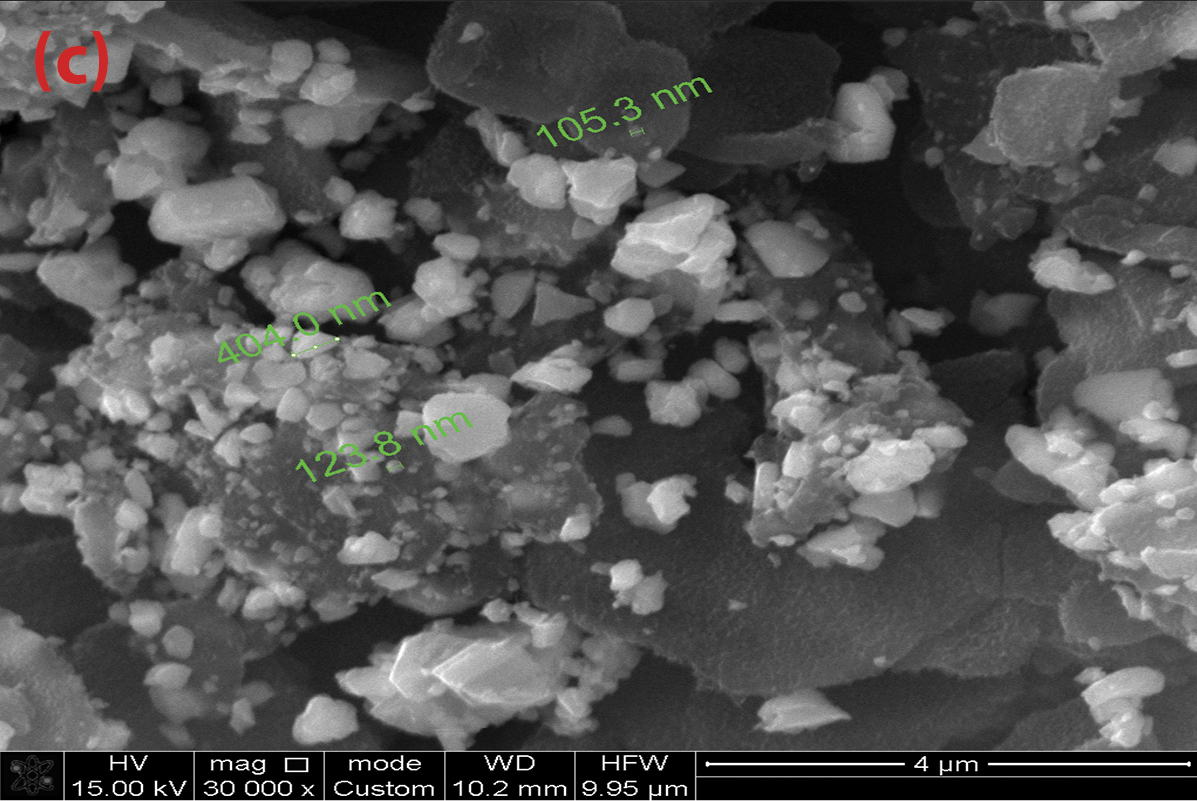 (c)
105.3 nm
404.0 nm
123.8 nm
HV mag mode WD HFW 4 µm
15.00 kV 30 000 x Custom 10.2 mm 9.95 µm